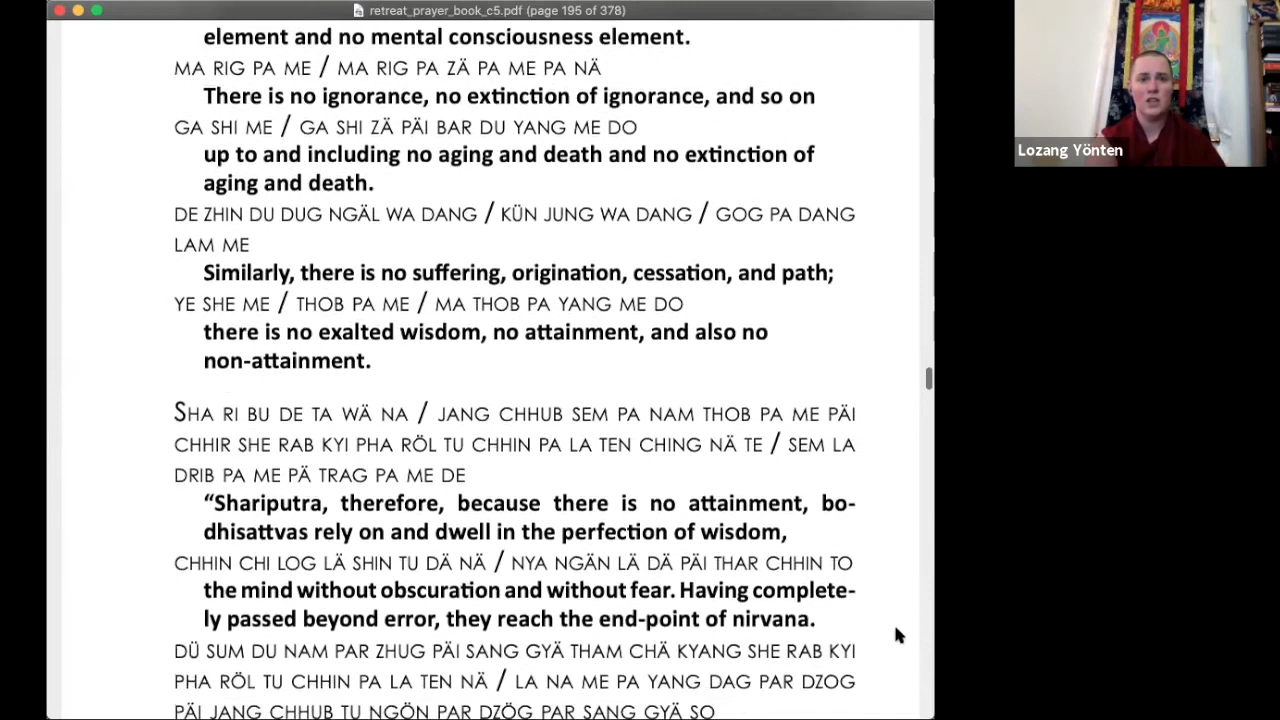 retreat_prayer_book_c5.pdf (page 195 of 378)
element and no mental consciousness element.
MA RIG PA ME / MA RIG PA ZÄ PA ME PA NÄ
There is no ignorance, no extinction of ignorance, and so on
GA SHI ME / GA SHI ZÄ PÄI BAR DU YANG ME DO
up to and including no aging and death and no extinction of
aging and death.
DE ZHIN DU DUG NGÄL WA DANG / KÜN JUNG WA DANG / GOG PA DANG
LAM ME
Similarly, there is no suffering, origination, cessation, and path;
YE SHE ME / THOB PA ME / MA THOB PA YANG ME DO
there is no exalted wisdom, no attainment, and also no
non-attainment.
SHA RI BU DE TA WÄ NA / JANG CHHUB SEM PA NAM THOB PA ME PÄI
CHHIR SHE RAB KYI PHA RÖL TU CHHIN PA LA TEN CHING NÄ TE / SEM LA
DRIB PA ME PÄ TRAG PA ME DE
“Shariputra, therefore, because there is no attainment, bo-
dhisattvas rely on and dwell in the perfection of wisdom,
CHHIN CHI LOG LÄ SHIN TU DÄ NÄ / NYA NGÄN LÄ DÄ PÄI THAR CHHIN TO
the mind without obscuration and without fear. Having complete-
ly passed beyond error, they reach the end-point of nirvana.
DÜ SUM DU NAM PAR ZHUG PÄI SANG GYÄ THAM CHÄ KYANG SHE RAB KYI
PHA RÖL TU CHHIN PA LA TEN NÄ / LA NA ME PA YANG DAG PAR DZOG
PÄI JANG CHHUB TU NGÖN PAR DZÖG PAR SANG GYÄ SO
Lozang Yönten